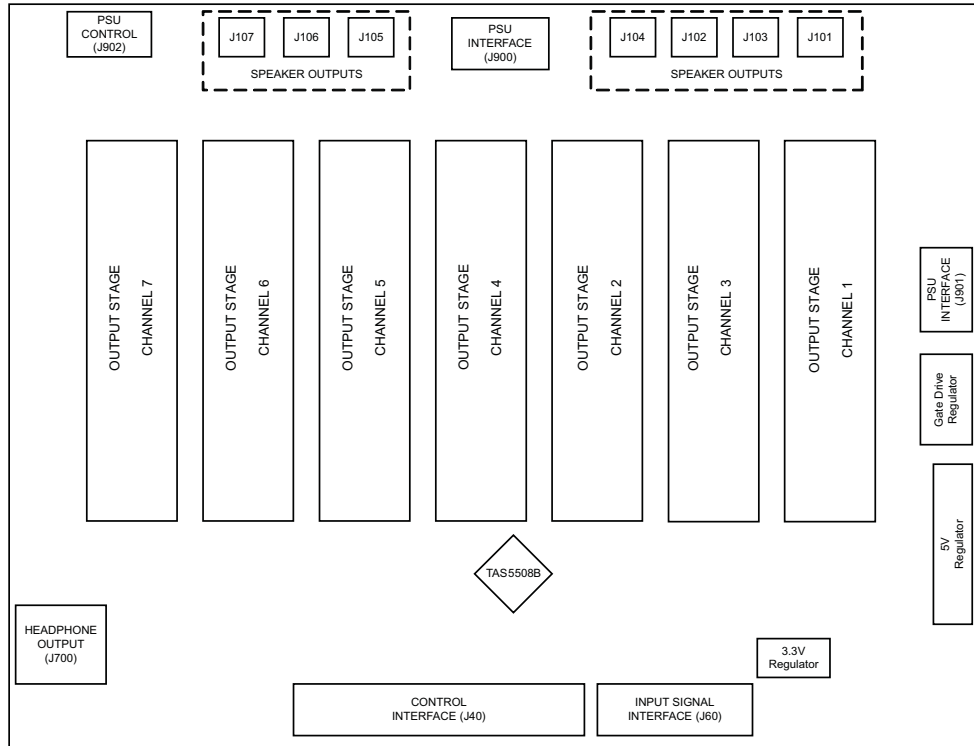 PSU
CONTROL
(J902)
J107
J106
J105
SPEAKER OUTPUTS
PSU
INTERFACE
(J900)
J104
J102
J103
J101
SPEAKER OUTPUTS
OUTPUT STAGE
CHANNEL 7
OUTPUT STAGE
CHANNEL 6
OUTPUT STAGE
CHANNEL 5
OUTPUT STAGE
CHANNEL 4
OUTPUT STAGE
CHANNEL 2
OUTPUT STAGE
CHANNEL 3
OUTPUT STAGE
CHANNEL 1
PSU
INTERFACE
(J901)
Gate Drive
Regulator
5V
Regulator
TAS5508B
HEADPHONE
OUTPUT
(J700)
3.3V
Regulator
CONTROL
INTERFACE (J40)
INPUT SIGNAL
INTERFACE (J60)